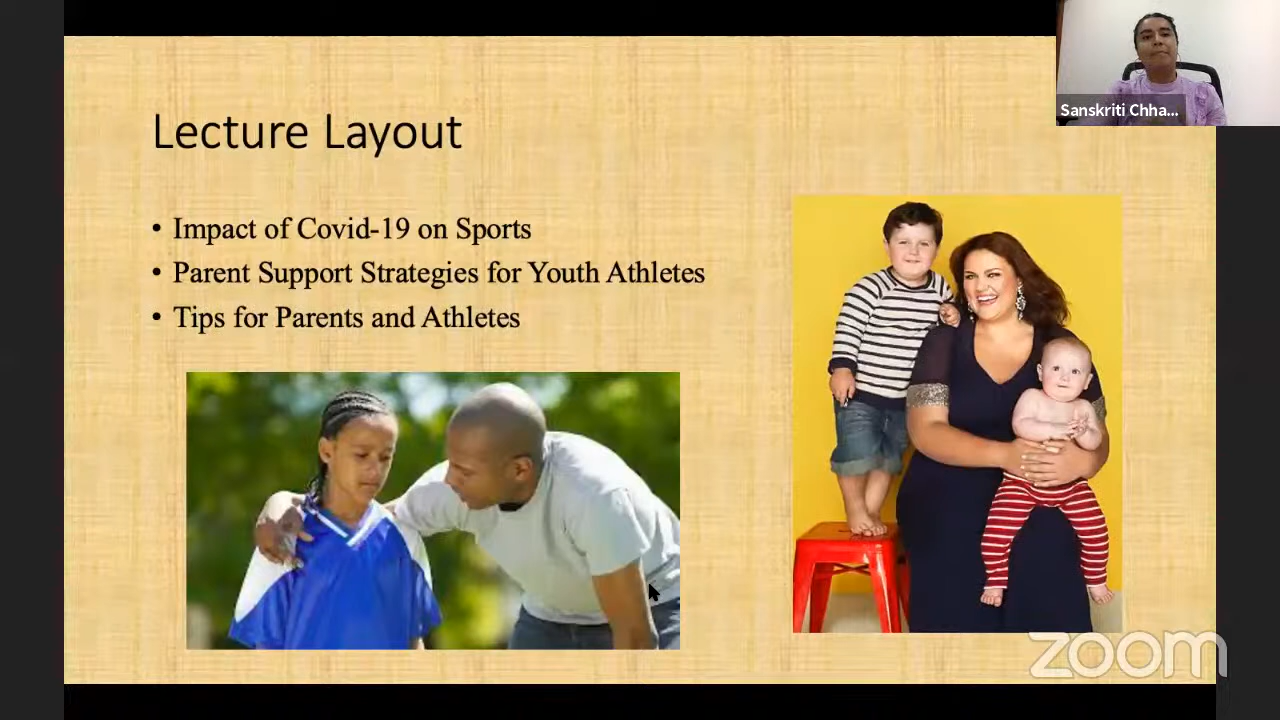 Sanskriti Chha...
Lecture Layout
• Impact of Covid-19 on Sports
• Parent Support Strategies for Youth Athletes
• Tips for Parents and Athletes
zoom